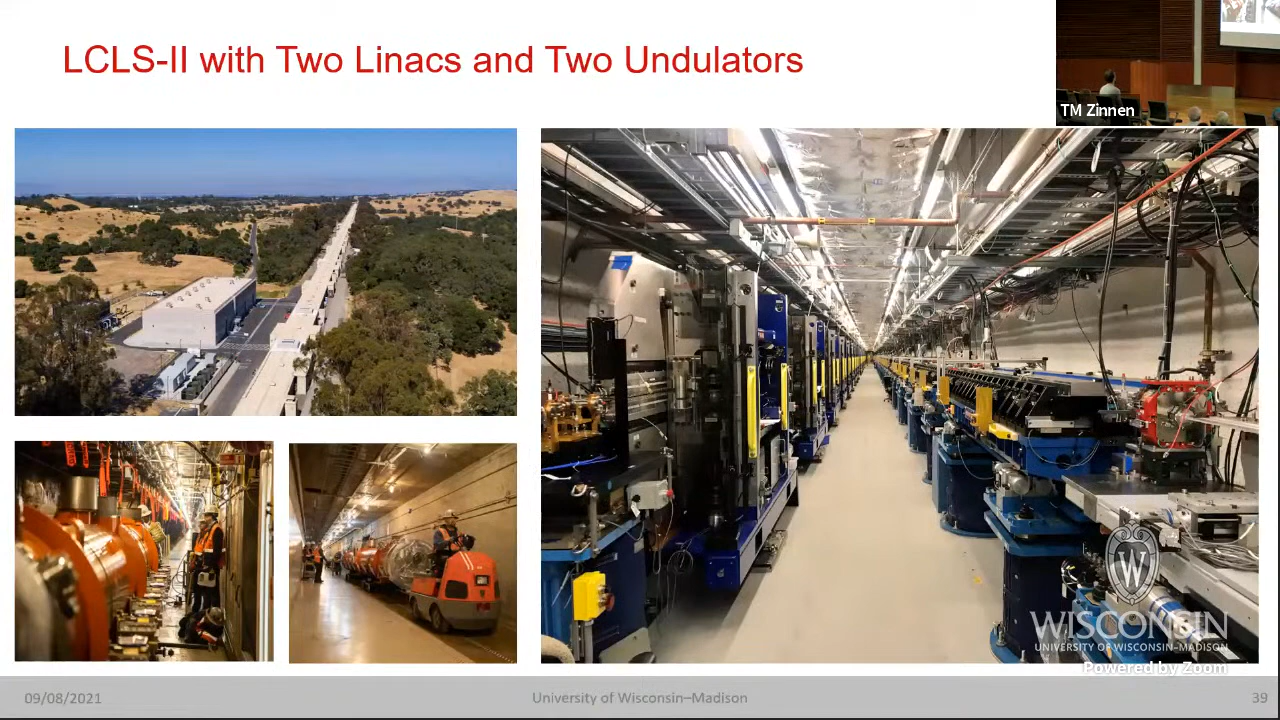 LCLS-II with Two Linacs and Two Undulators
TM Zinnen
W
WISCONSIN
UNIVERSITY OF WISCONSIN–MADISON
Powered by Zoom
09/08/2021
University of Wisconsin–Madison
39